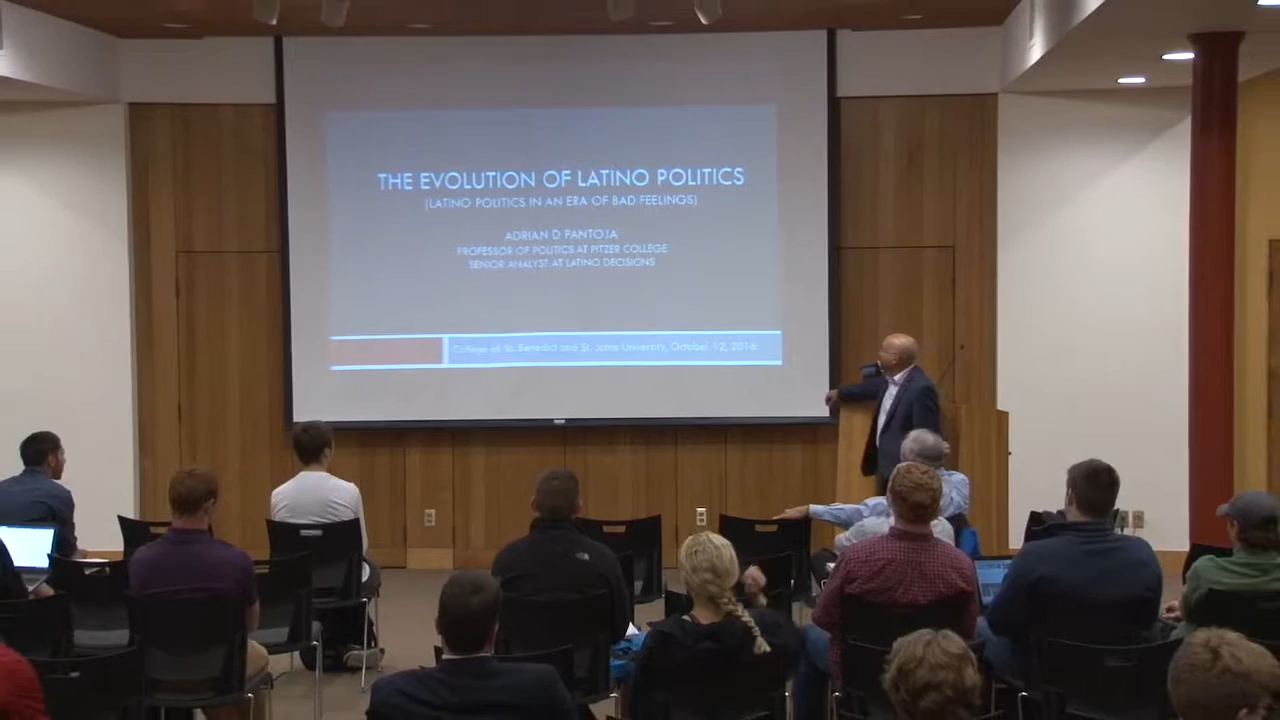 THE EVOLUTION OF LATINO POLITICS
(LATINO POLITICS IN AN ERA OF BAD FEELINGS)
ADRIAN D PANTOJA
PROFESSOR OF POLITICS AT PITZER COLLEGE
SENIOR ANALYST AT LATINO DECISIONS
College of St. Benedict and St. Johns University, October 12, 2016